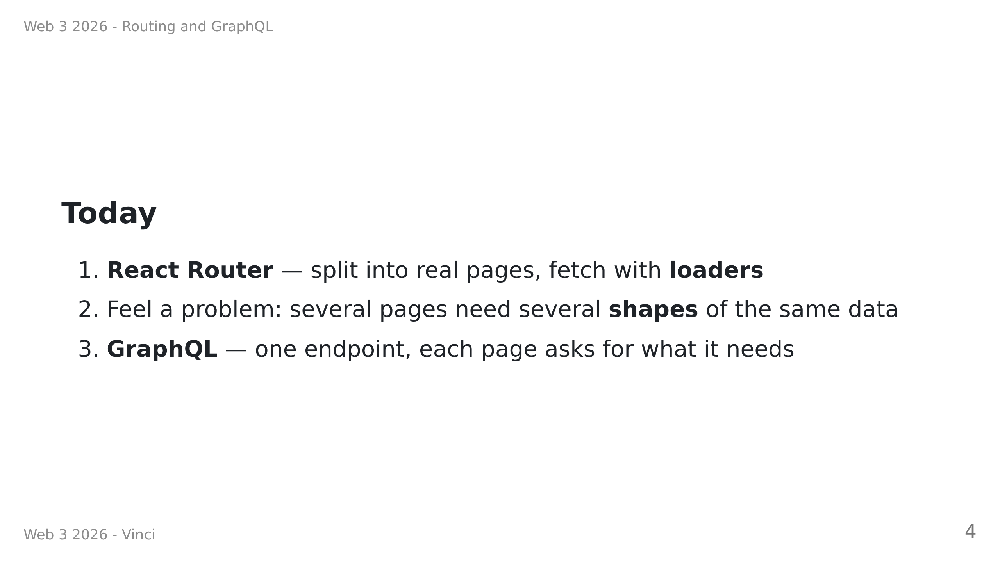 Web 3 2026 - Routing and GraphQL
Today
1. React Router — split into real pages, fetch with loaders
2. Feel a problem: several pages need several shapes of the same data
3. GraphQL — one endpoint, each page asks for what it needs
Web 3 2026 - Vinci
4